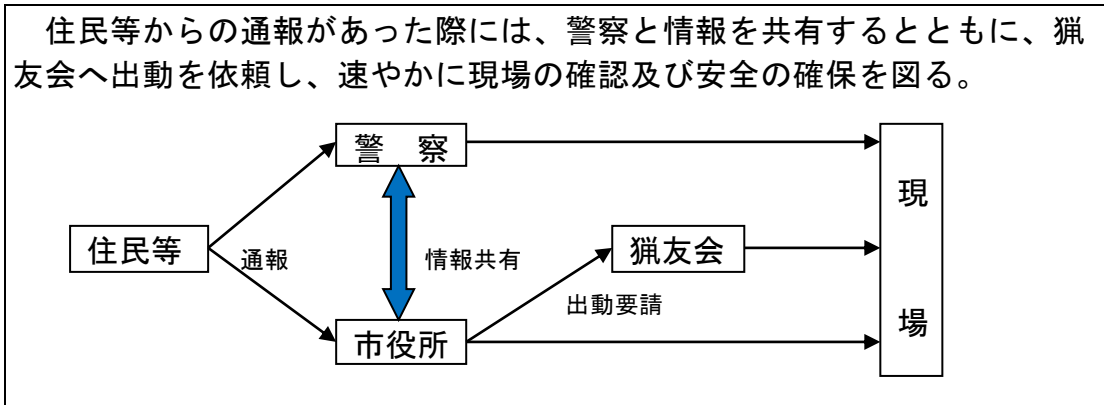 住民等からの通報があった際には、警察と情報を共有するとともに、猟
友会へ出動を依頼し、速やかに現場の確認及び安全の確保を図る。
警　察
住民等
通報
情報共有
猟友会
出動要請
市役所
現場